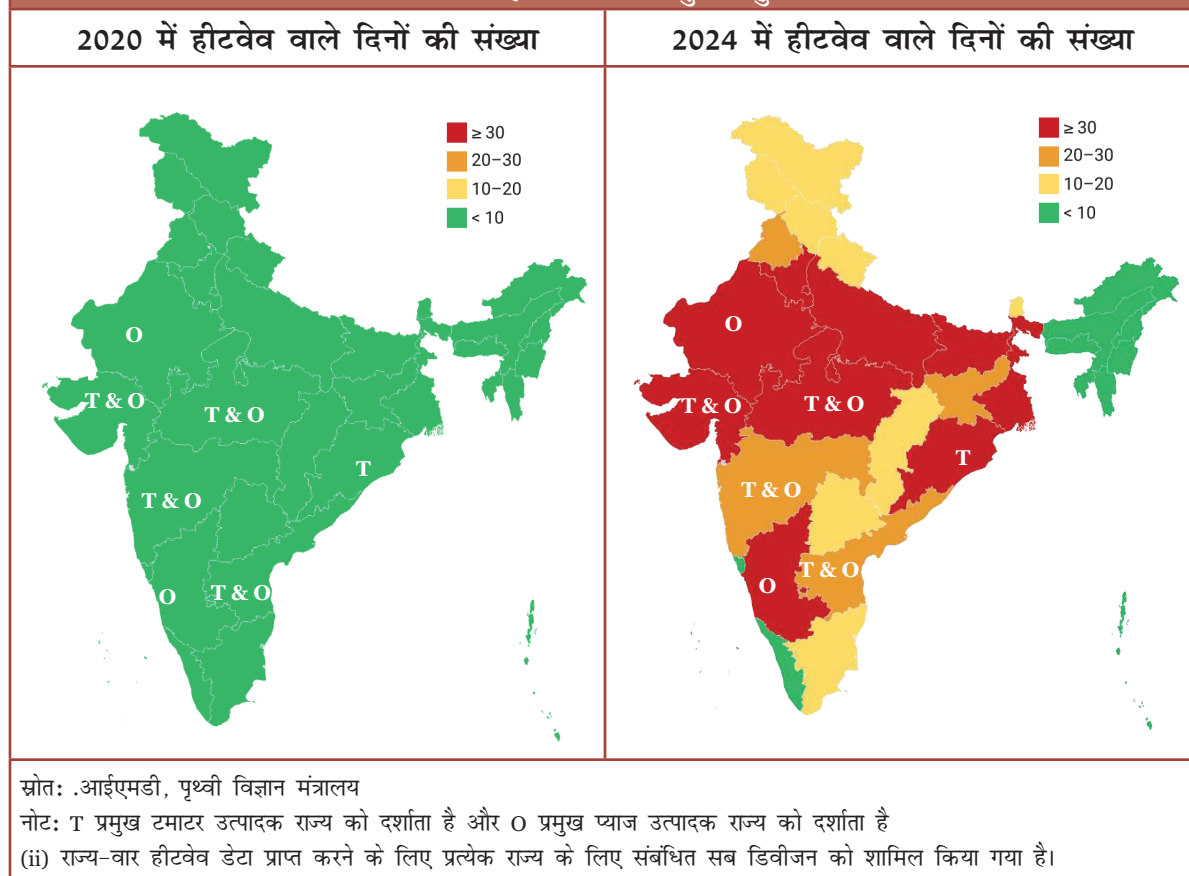 2020 में हीटवेव वाले दिनों की संख्या
2024 में हीटवेव वाले दिनों की संख्या
≥ 30
20–30
10–20
< 10
O
T & O
T & O
T
T & O
O
T & O
≥ 30
20–30
10–20
< 10
O
T & O
T & O
T
T & O
T & O
O
स्रोत: .आईएमडी, पृथ्वी विज्ञान मंत्रालय
नोट: T प्रमुख टमाटर उत्पादक राज्य को दर्शाता है और O प्रमुख प्याज उत्पादक राज्य को दर्शाता है
(ii) राज्य-वार हीटवेव डेटा प्राप्त करने के लिए प्रत्येक राज्य के लिए संबंधित सब डिवीजन को शामिल किया गया है।